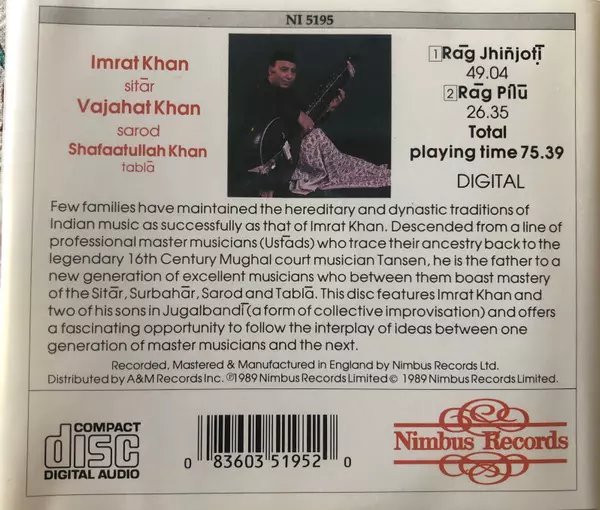 NI 5195
Imrat Khan
sitār
Vajahat Khan
sarod
Shafaatullah Khan
tablā
1 Rāg Jhiñjoṭī
49.04
2 Rāg Pīlū
26.35
Total
playing time 75.39
DIGITAL
Few families have maintained the hereditary and dynastic traditions of
Indian music as successfully as that of Imrat Khan. Descended from a line of
professional master musicians (Ustads) who trace their ancestry back to the
legendary 16th Century Mughal court musician Tansen, he is the father to a
new generation of excellent musicians who between them boast mastery
of the Sitār, Surbahār, Sarod and Tablā. This disc features Imrat Khan and
two of his sons in Jugalbandī (a form of collective improvisation) and offers
a fascinating opportunity to follow the interplay of ideas between one
generation of master musicians and the next.
Recorded, Mastered & Manufactured in England by Nimbus Records Ltd.
Distributed by A&M Records Inc. ℗1989 Nimbus Records Limited © 1989 Nimbus Records Limited.
COMPACT
disc
DIGITAL AUDIO
0 83603 51952 0
Nimbus Records